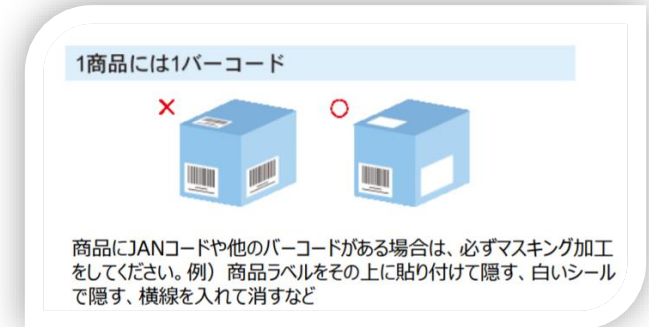 1商品には1バーコード
× ○
商品にJANコードや他のバーコードがある場合は、必ずマスキング加工
をしてください。例）商品ラベルをその上に貼り付けて隠す、白いシール
で隠す、横線を入れて消すなど